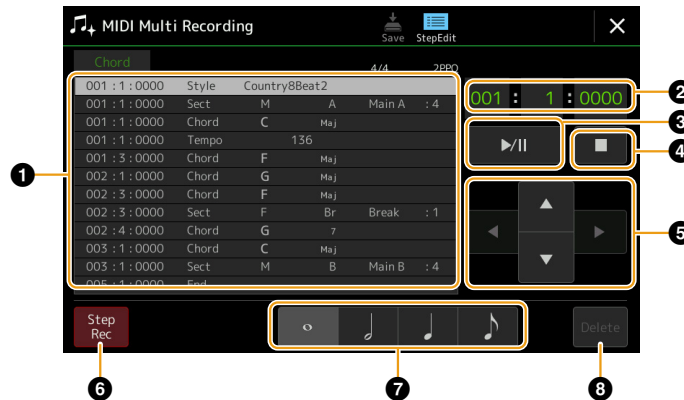 MIDI Multi Recording
Save
StepEdit
Chord
4/4
2PPQ
001 :1:0000 Style Country8Beat2
001 :1:0000 Sect M A Main A :4
001 :1:0000 Chord C Maj
001 :1:0000 Tempo 136
001 :3:0000 Chord F Maj
002 :1:0000 Chord G Maj
002 :3:0000 Chord F Maj
002 :3:0000 Sect F Br Break :1
002 :4:0000 Chord G 7
003 :1:0000 Chord C Maj
003 :1:0000 Sect M B Main B :4
005 :1:0000 End
001 : 1 : 0000
1
2
3
4
5
Step
Rec
Delete
6
7
8